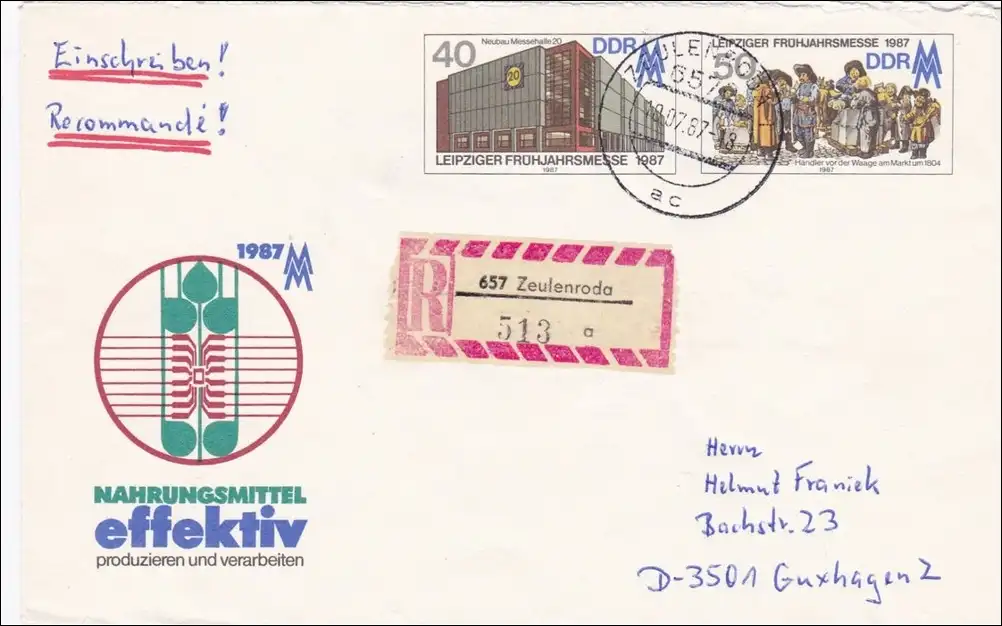 Einschreiben!
Recommandé!
40
Neubau Messehalle 20
DDR
20
LEIPZIGER FRÜHJAHRSMESSE 1987
1987
LEIPZIGER FRÜHJAHRSMESSE 1987
50
DDR
Händler vor der Waage am Markt um 1804
1987
657
ac
1987
R
657 Zeulenroda
513 a
NAHRUNGSMITTEL
effektiv
produzieren und verarbeiten
Herrn
Helmut Franiek
Bachstr. 23
D-3501 Guxhagen 2